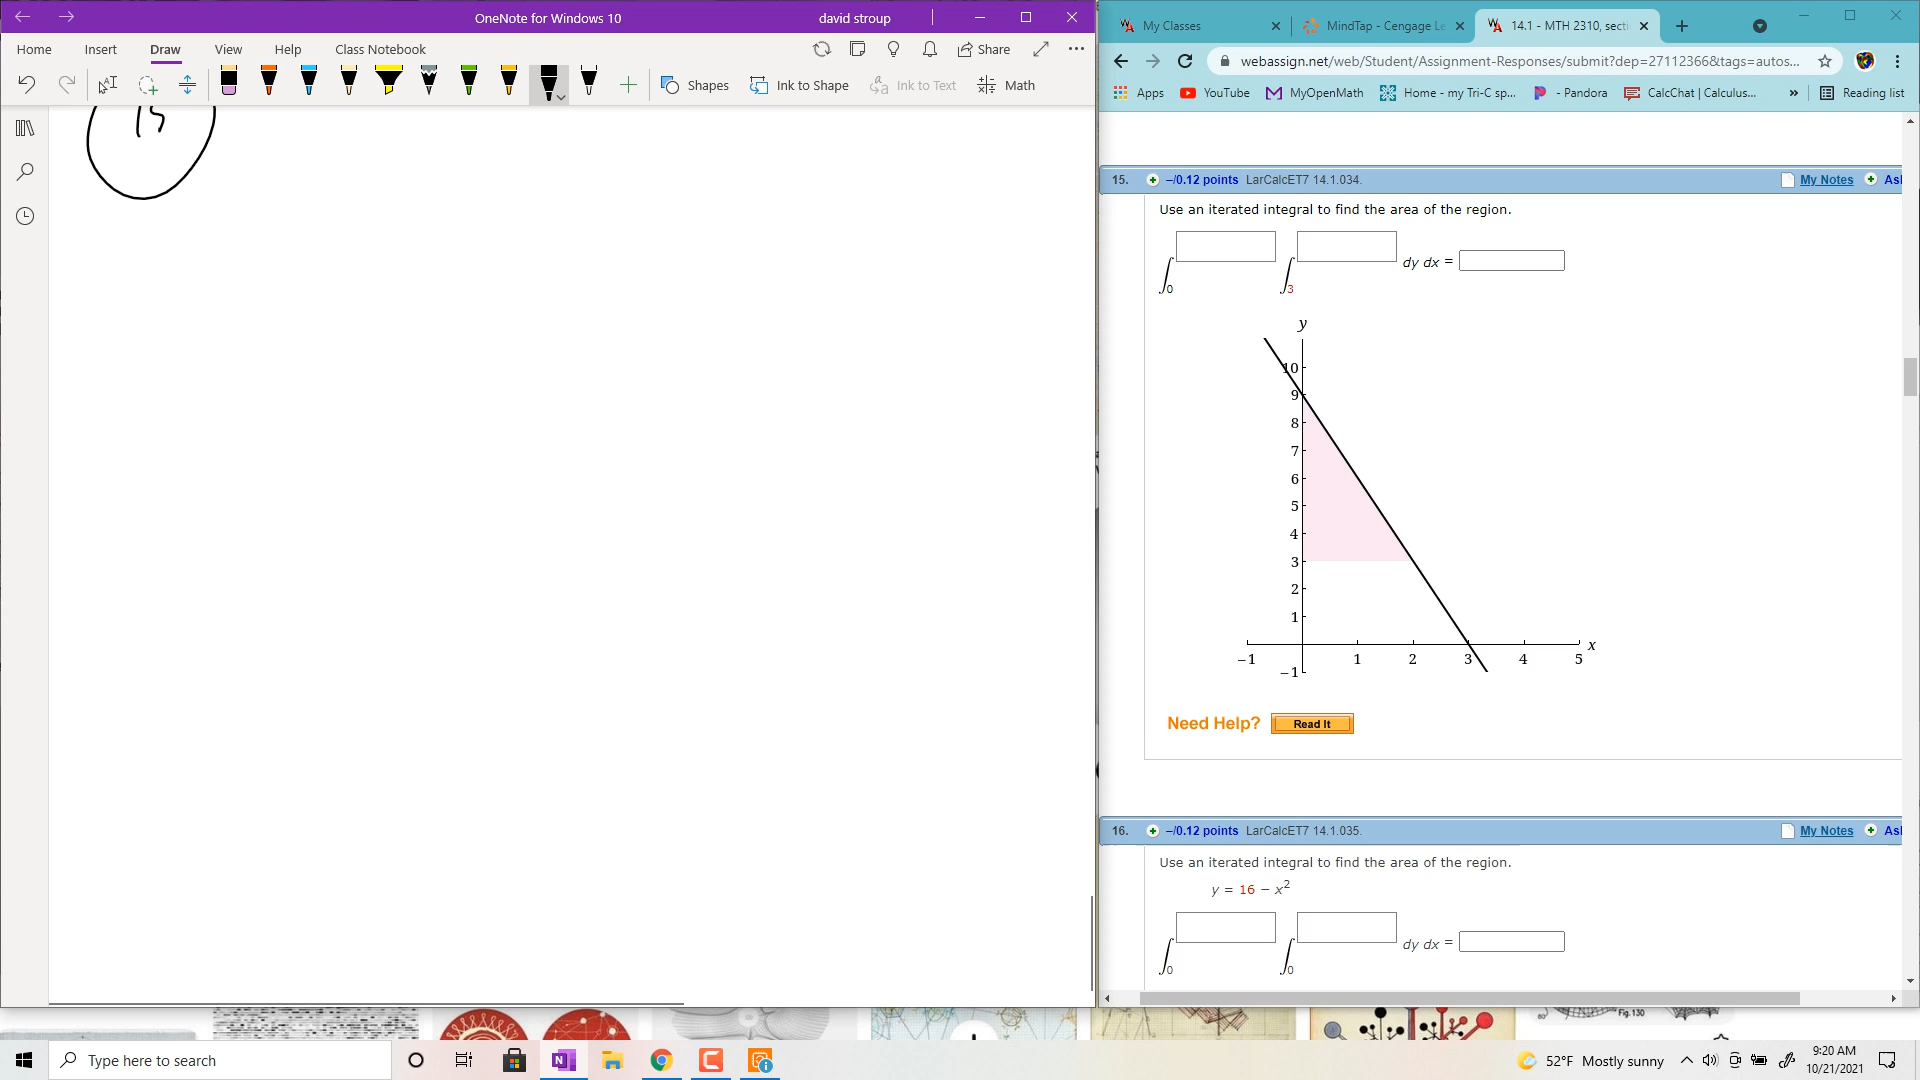 OneNote for Windows 10
david stroup
Home Insert Draw View Help Class Notebook
Share
Shapes Ink to Shape Ink to Text Math
15
My Classes
MindTap - Cengage Le
14.1 - MTH 2310, secti
webassign.net/web/Student/Assignment-Responses/submit?dep=27112366&tags=autos...
Apps YouTube MyOpenMath Home - my Tri-C sp... - Pandora CalcChat | Calculus... » Reading list
15. –/0.12 points LarCalcET7 14.1.034. My Notes As
Use an iterated integral to find the area of the region.
∫0 ∫3 dy dx =
y
10
9
8
7
6
5
4
3
2
1
−1 1 2 3 4 5 x
−1
Need Help? Read It
16. –/0.12 points LarCalcET7 14.1.035. My Notes As
Use an iterated integral to find the area of the region.
y = 16 − x²
∫0 ∫0 dy dx =
Fig.130
Type here to search
52°F Mostly sunny
9:20 AM
10/21/2021